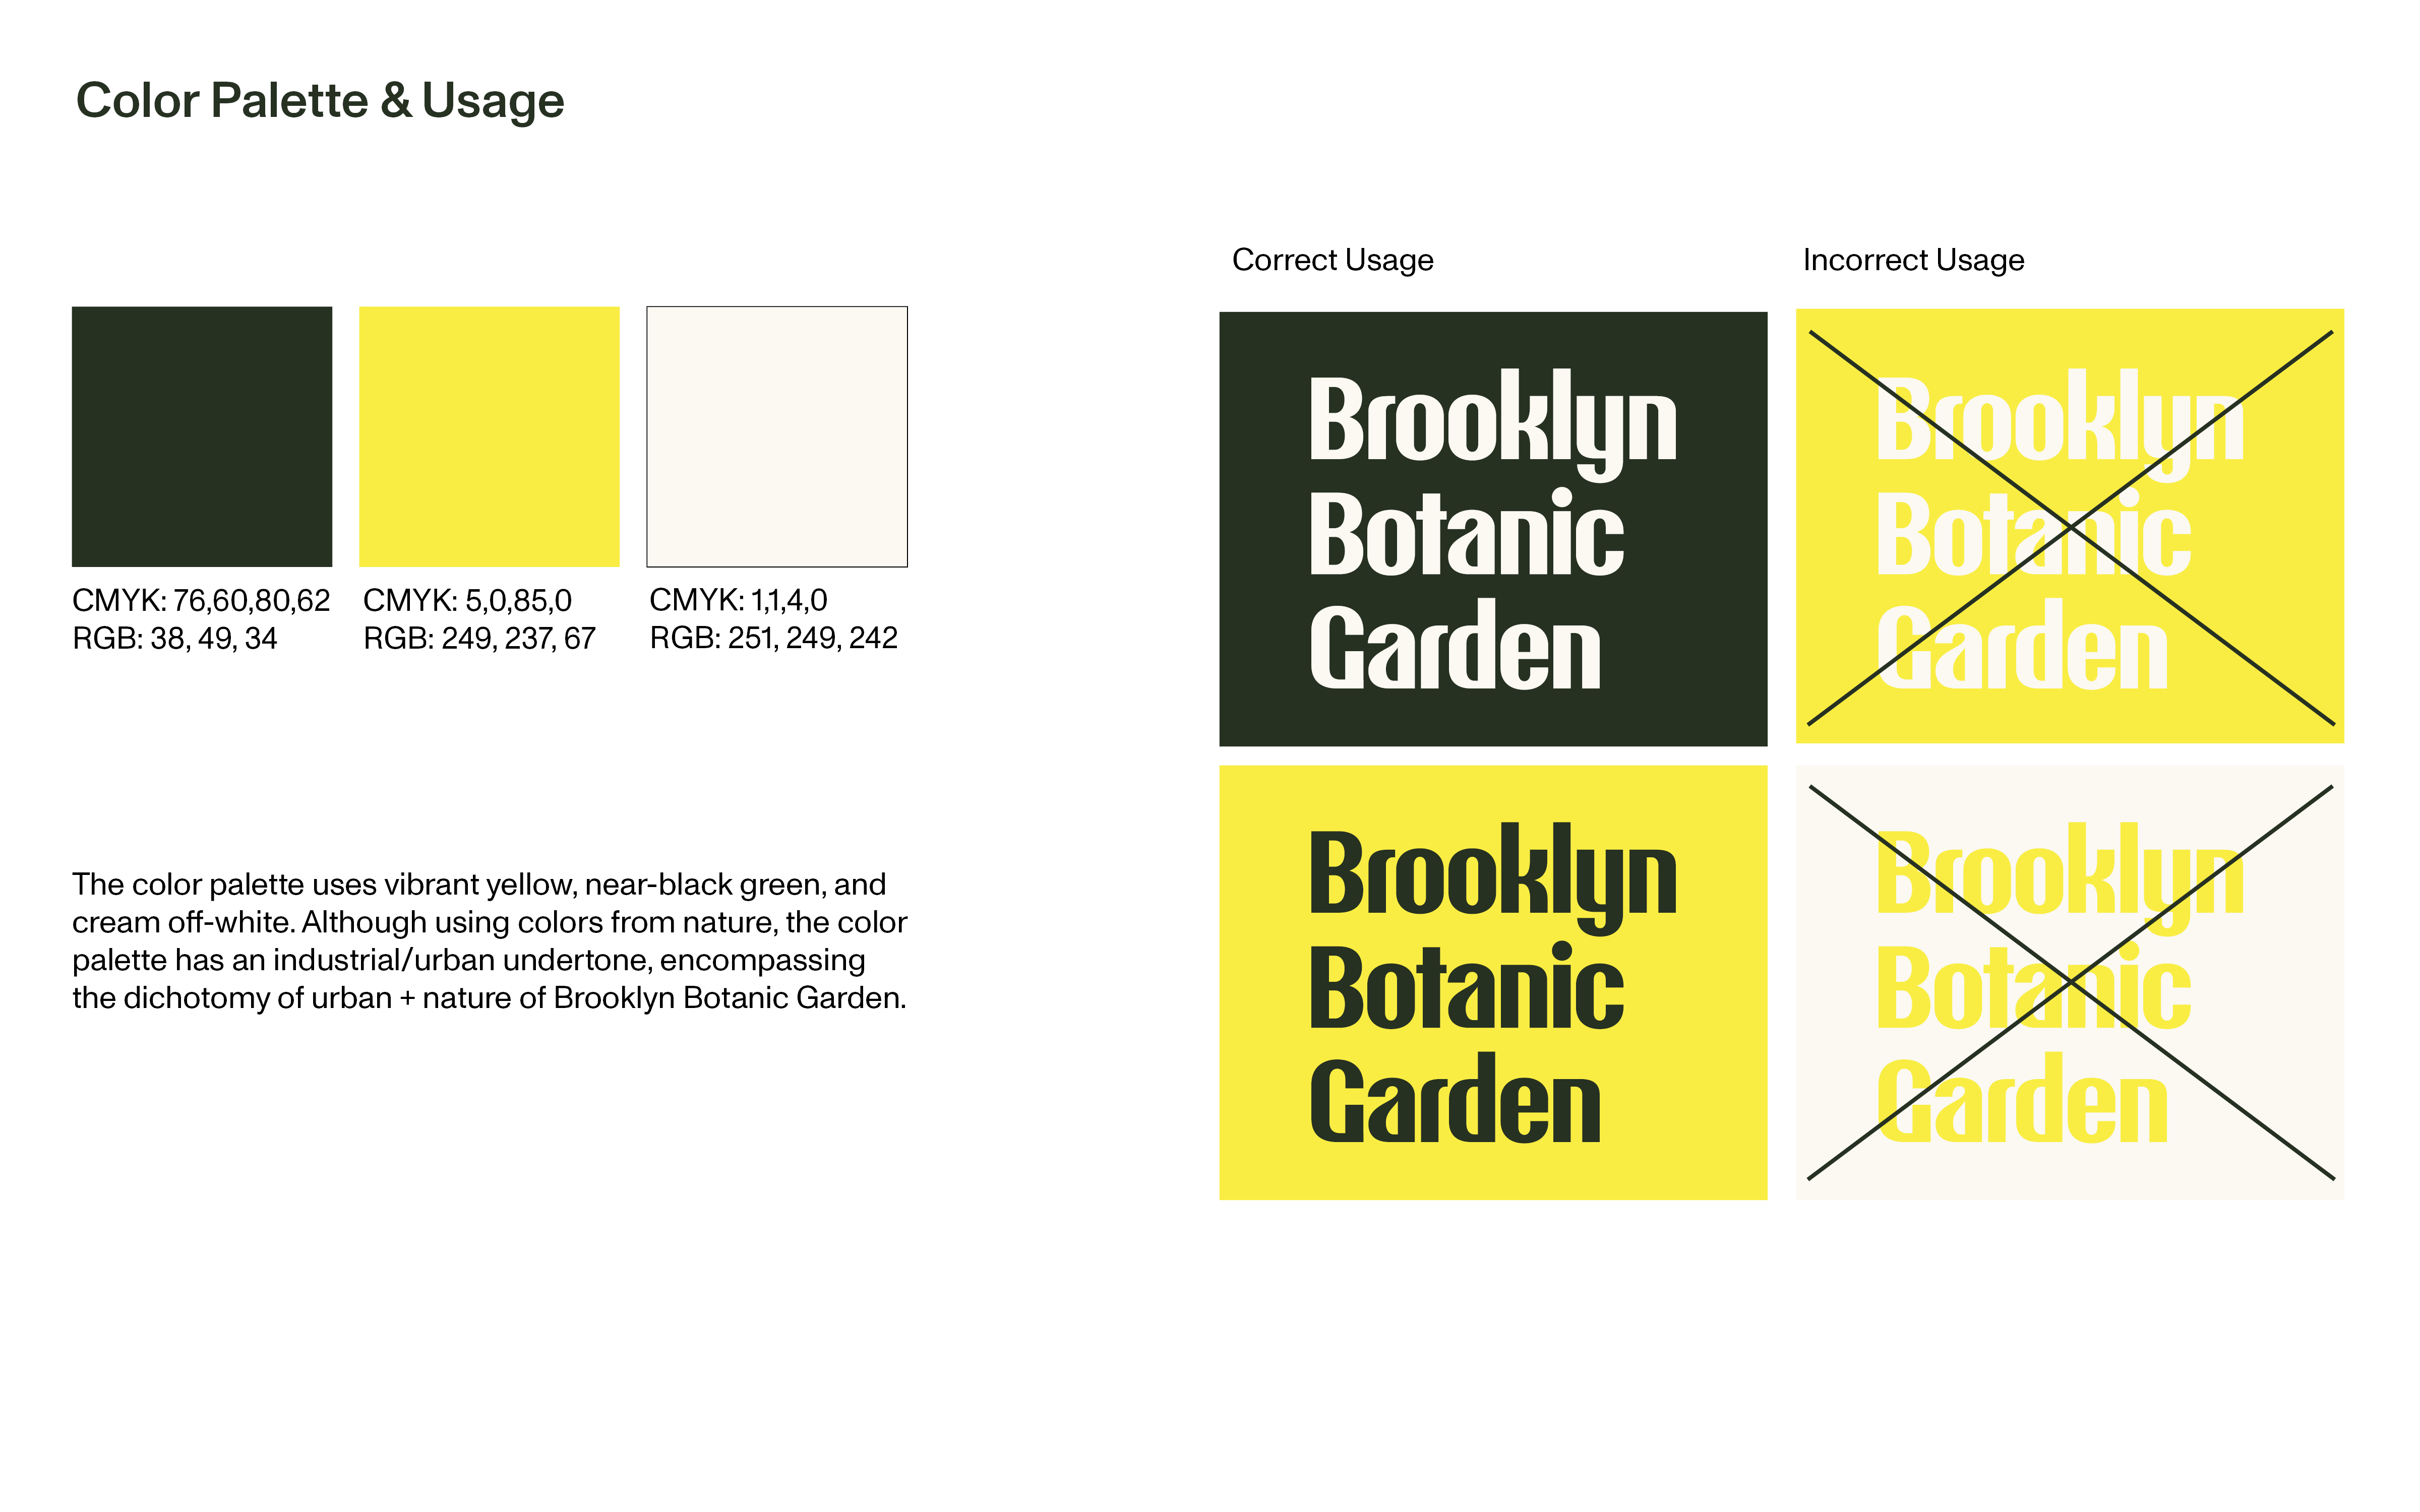 Color Palette & Usage
CMYK: 76,60,80,62
RGB: 38, 49, 34
CMYK: 5,0,85,0
RGB: 249, 237, 67
CMYK: 1,1,4,0
RGB: 251, 249, 242
The color palette uses vibrant yellow, near-black green, and
cream off-white. Although using colors from nature, the color
palette has an industrial/urban undertone, encompassing
the dichotomy of urban + nature of Brooklyn Botanic Garden.
Correct Usage
Brooklyn
Botanic
Garden
Brooklyn
Botanic
Garden
Incorrect Usage
Brooklyn
Botanic
Garden
Brooklyn
Botanic
Garden